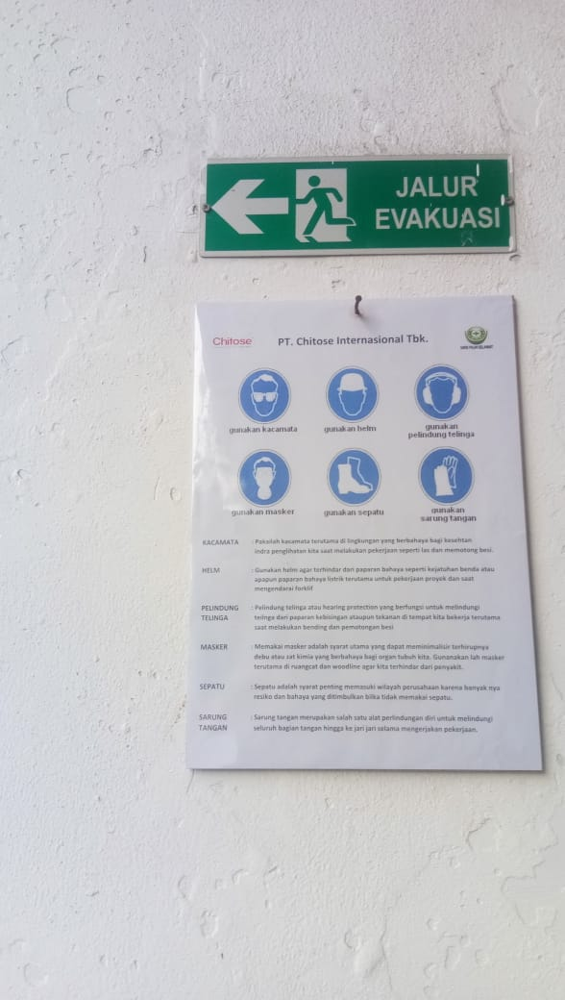 JALUR
EVAKUASI
Chitose
PT. Chitose Internasional Tbk.
gunakan kacamata
gunakan helm
gunakan
pelindung telinga
gunakan masker
gunakan sepatu
gunakan
sarung tangan
KACAMATA : Pakailah kacamata terutama di lingkungan yang berbahaya bagi kesehtan
indra penglihatan kita saat melakukan pekerjaan seperti las dan memotong besi.
HELM : Gunakan helm agar terhindar dari paparan bahaya seperti kejatuhan benda atau
apapun paparan bahaya listrik terutama untuk pekerjaan proyek dan saat
mengendarai forklif
PELINDUNG TELINGA : Pelindung telinga atau hearing protection yang berfungsi untuk melindungi
telinga dari paparan kebisingan ataupun tekanan di tempat kita bekerja terutama
saat melakukan bending dan pemotongan besi
MASKER : Memakai masker adalah syarat utama yang dapat meminimalisir terhirupnya
debu atau zat kimia yang berbahaya bagi organ tubuh kita. Gunanakan lah masker
terutama di ruangcat dan woodline agar kita terhindar dari penyakit.
SEPATU : Sepatu adalah syarat penting memasuki wilayah perusahaan karena banyak nya
resiko dan bahaya yang ditimbulkan bilka tidak memakai sepatu.
SARUNG TANGAN : Sarung tangan merupakan salah satu alat perlindungan diri untuk melindungi
seluruh bagian tangan hingga ke jari jari selama mengerjakan pekerjaan.